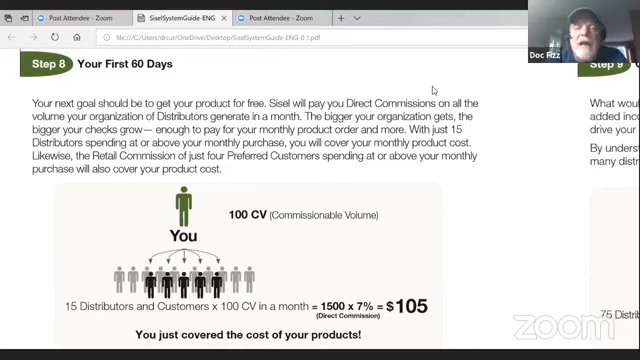 Post Attendee - Zoom
SiselSystemGuide-ENG
Post Attendee - Zoom
file:///C:/Users/drcur/OneDrive/Desktop/SiselSystemGuide-ENG-0.1.pdf
Doc Fizz
Step 8 Your First 60 Days
Step 9
Your next goal should be to get your product for free. Sisel will pay you Direct Commissions on all the
volume your organization of Distributors generate in a month. The bigger your organization gets, the
bigger your checks grow— enough to pay for your monthly product order and more. With just 15
Distributors spending at or above your monthly purchase, you will cover your monthly product cost.
Likewise, the Retail Commission of just four Preferred Customers spending at or above your monthly
purchase will also cover your product cost.
What wou
added inco
drive your
By unders
many distr
100 CV (Commissionable Volume)
You
15 Distributors and Customers x 100 CV in a month = 1500 x 7% = $105
(Direct Commission)
You just covered the cost of your products!
75 Distrib
zoom